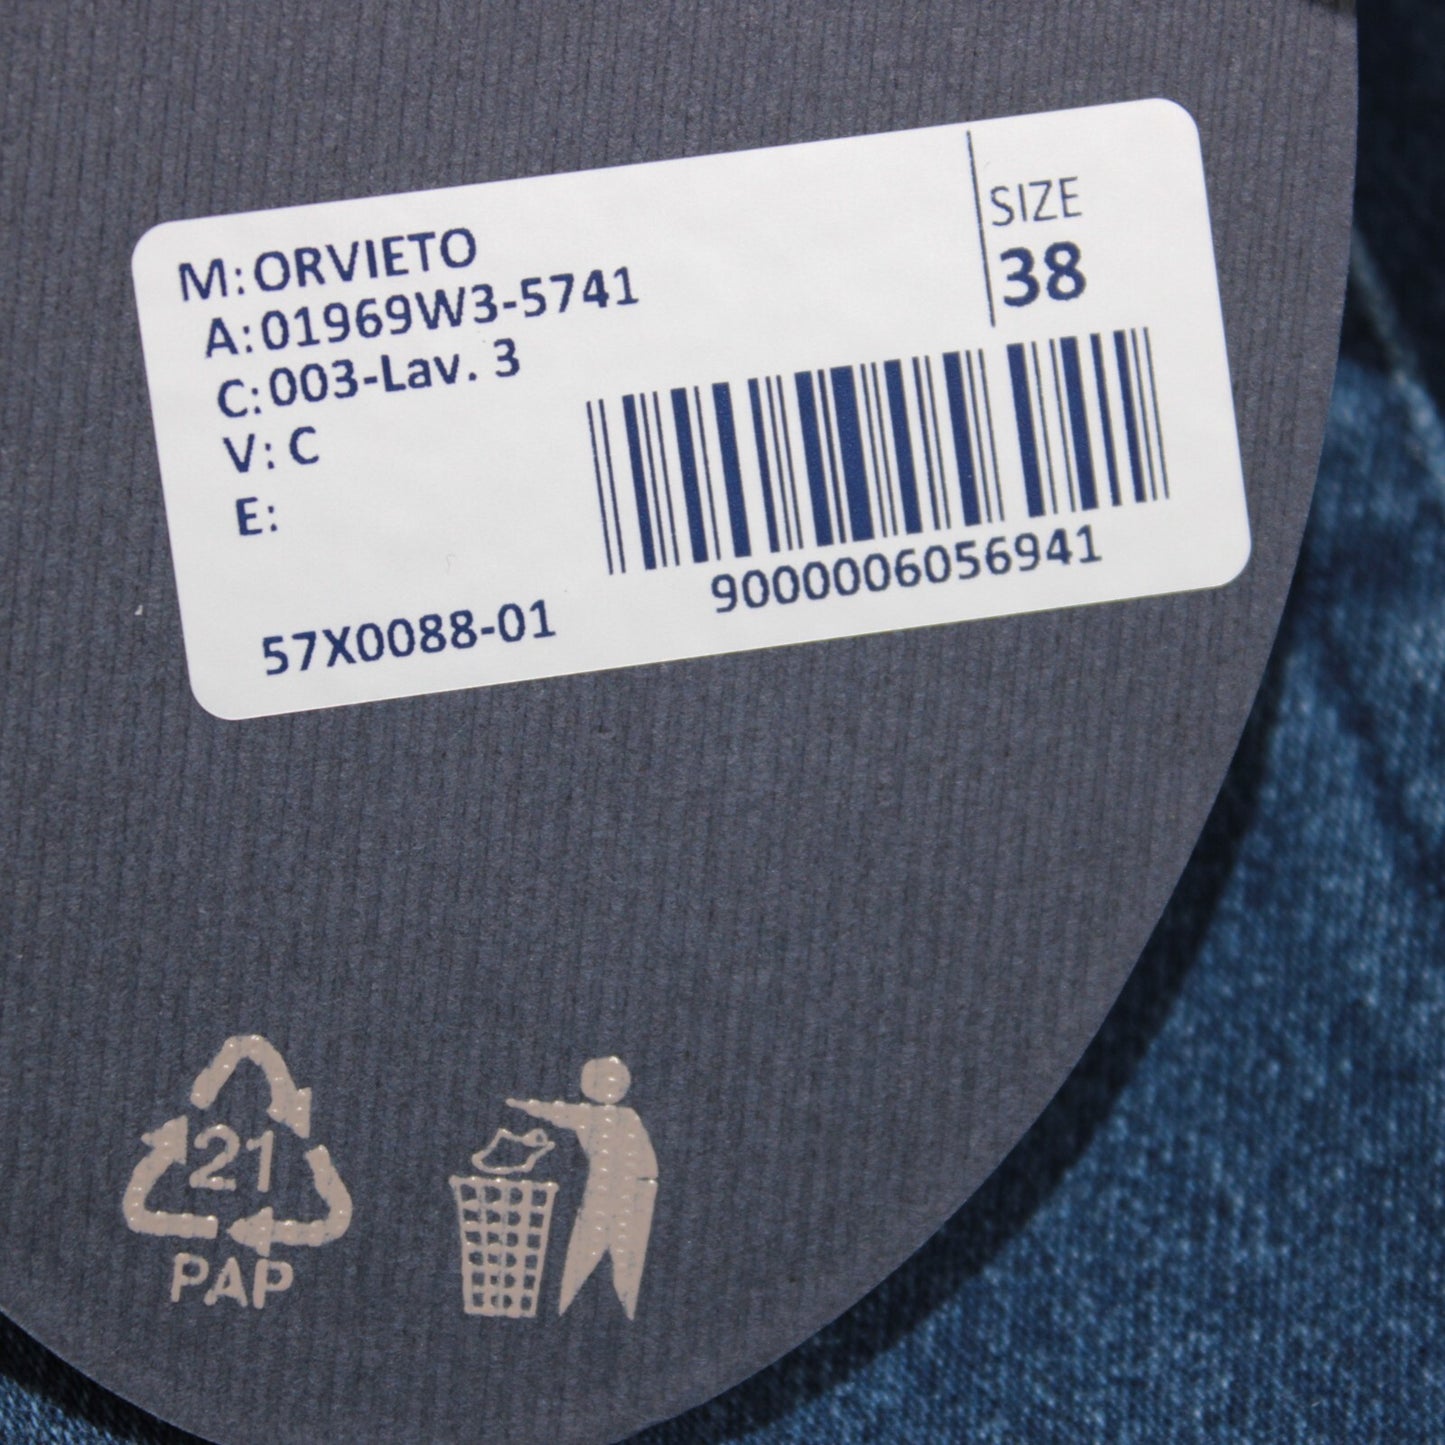 M: ORVIETO
A: 01969W3-5741
C: 003-Lav. 3
V: C
E:
SIZE
38
57X0088-01
9000006056941
21
PAP